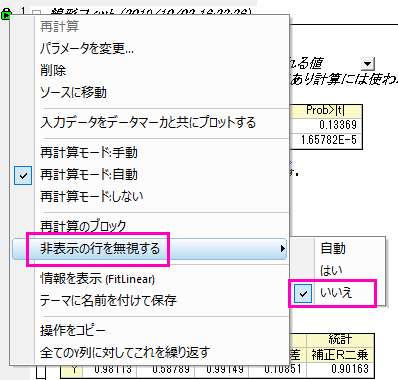 1 線形フィット (2019/10/02 16:22:26)
再計算
パラメータを変更...
れる値
削除
あり計算には使わ
ソースに移動
入力データをデータマーカと共にプロットする
Prob>|t|
0.13369
再計算モード:手動
1.65782E-5
再計算モード:自動
再計算モード:しない
再計算のブロック
非表示の行を無視する
自動
はい
いいえ
情報を表示 (FitLinear)
テーマに名前を付けて保存
操作をコピー
全てのY列に対してこれを繰り返す
統計
差 補正R二乗
Y 0.98113 0.58789 0.99149 0.10851 0.90163